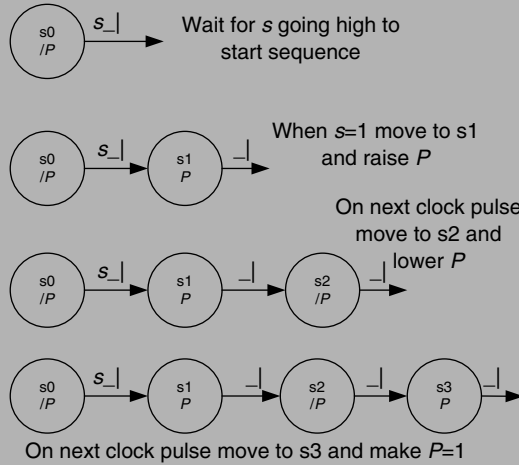 s_|
s0
/P
Wait for s going high to
start sequence
s_|
_|
s0
/P
s1
P
When s=1 move to s1
and raise P
s_|
_|
_|
s0
/P
s1
P
s2
/P
On next clock pulse
move to s2 and
lower P
s_|
_|
_|
_|
s0
/P
s1
P
s2
/P
s3
P
On next clock pulse move to s3 and make P=1